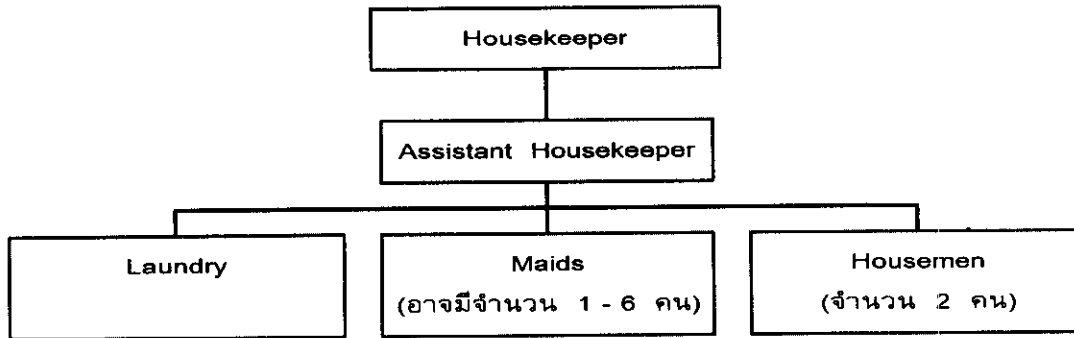 Housekeeper
Assistant Housekeeper
Laundry
Maids
(อาจมีจำนวน 1 - 6 คน)
Housemen
(จำนวน 2 คน)